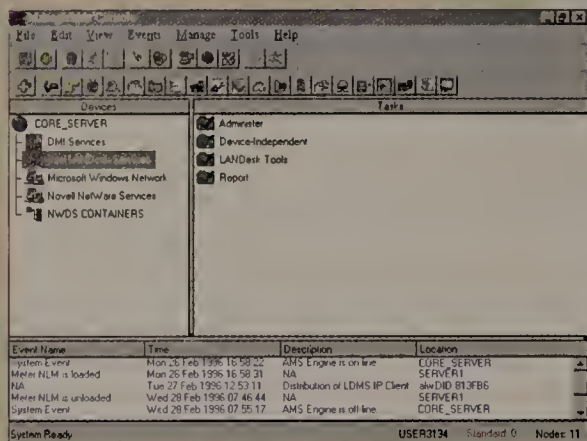 File Edit View Events Manage Tools Help
Devices
Tasks
CORE_SERVER
DMI Services
Microsoft Windows Network
Novell NetWare Services
NWDS CONTAINERS
Administer
Device-Independent
LANDesk Tools
Report
Event Name Time Description Location
System Event Mon 26 Feb 1996 16 58 22 AMS Engine is on line CORE_SERVER
Meter NLM is loaded Mon 26 Feb 1996 16 58 31 NA SERVER1
NA Tue 27 Feb 1996 12 53 11 Distribution of LDMS IP Client
Meter NLM is unloaded Wed 28 Feb 1996 07 46 44 NA SERVER1
System Event Wed 28 Feb 1996 07 55 17 AMS Engine is off line CORE_SERVER
System Ready USER3134 Standard 0 Nodes 11